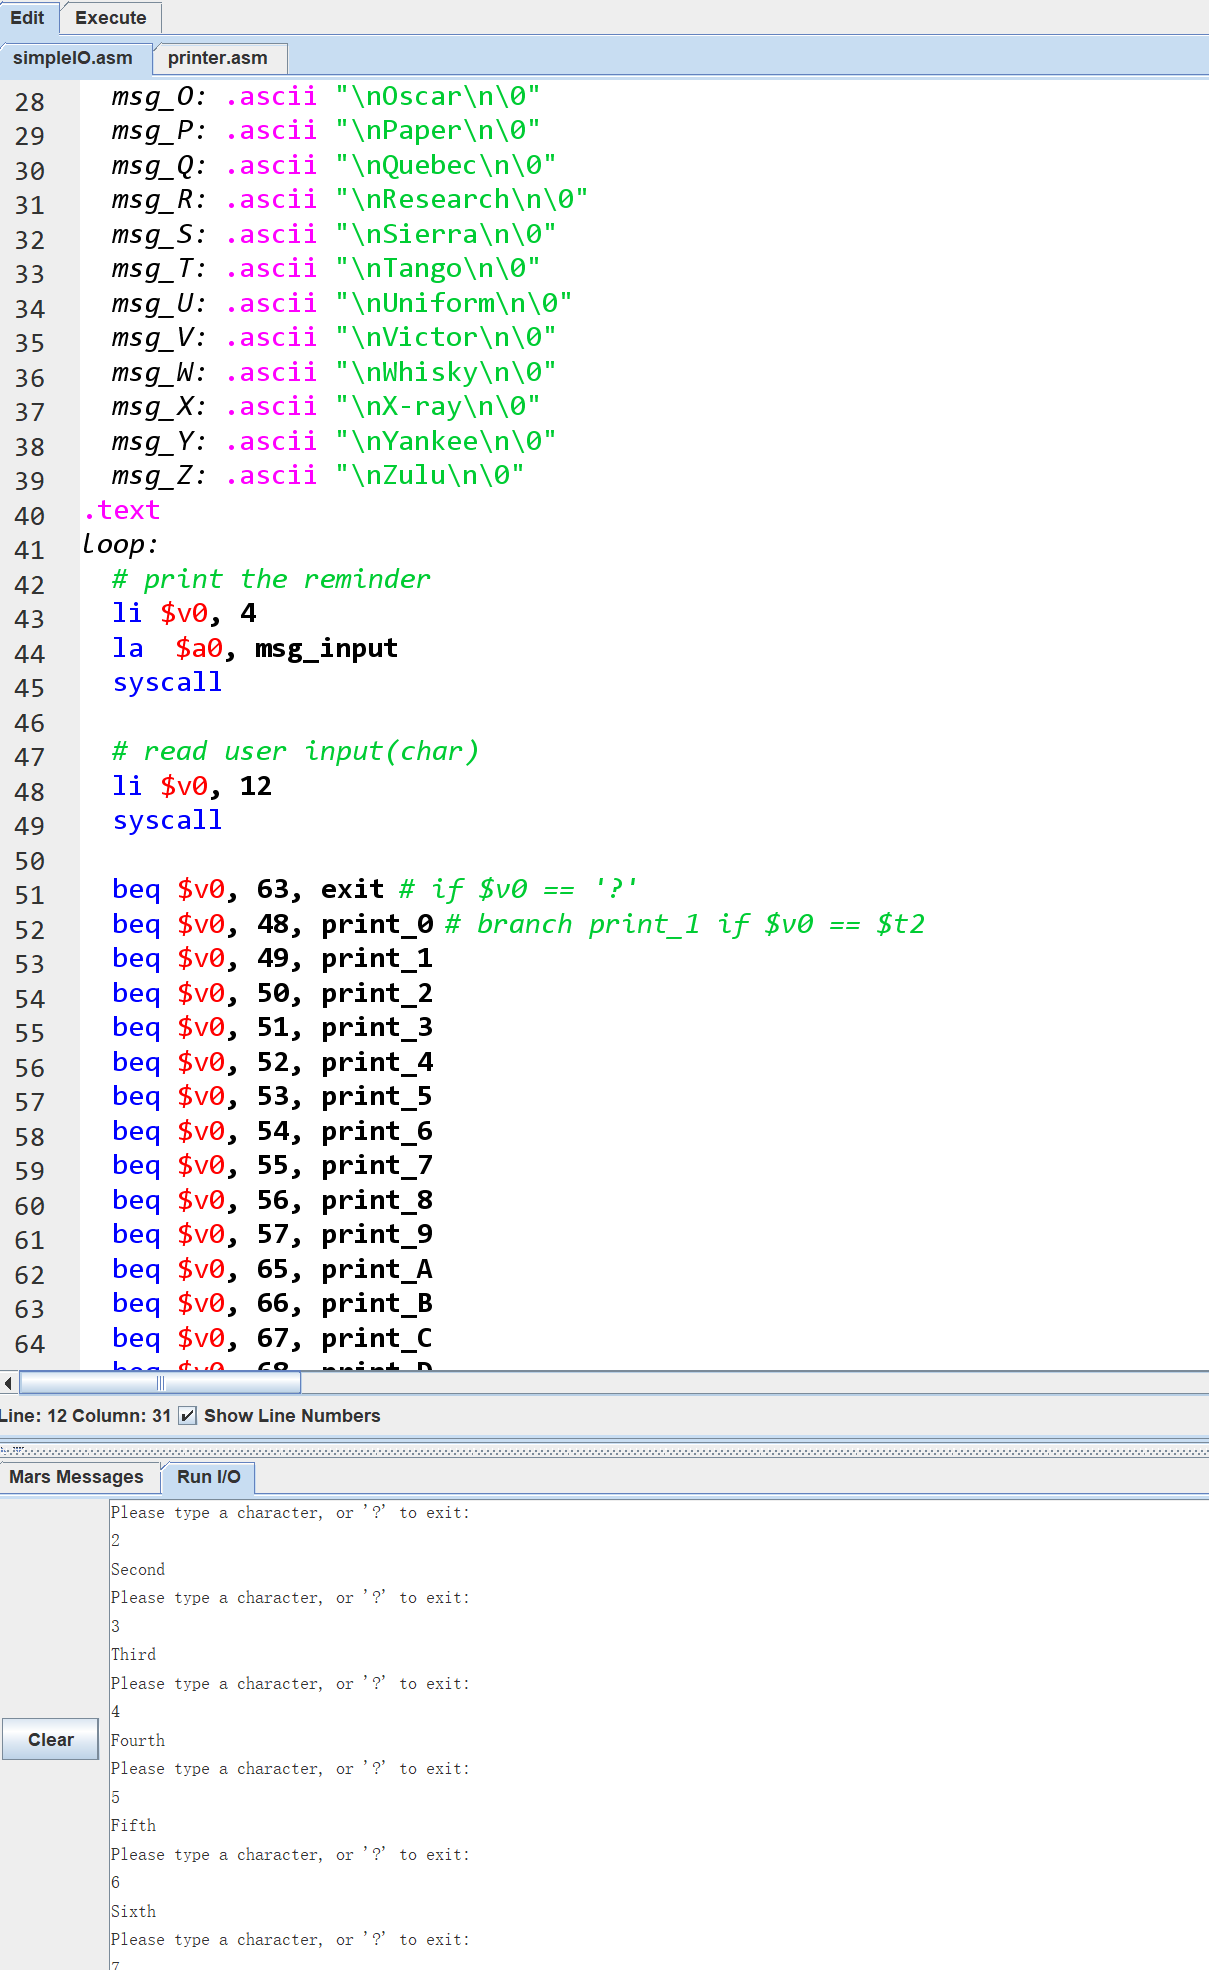 Edit Execute
simpleIO.asm printer.asm
28 msg_O: .ascii "\nOscar\n\0"
29 msg_P: .ascii "\nPaper\n\0"
30 msg_Q: .ascii "\nQuebec\n\0"
31 msg_R: .ascii "\nResearch\n\0"
32 msg_S: .ascii "\nSierra\n\0"
33 msg_T: .ascii "\nTango\n\0"
34 msg_U: .ascii "\nUniform\n\0"
35 msg_V: .ascii "\nVictor\n\0"
36 msg_W: .ascii "\nWhisky\n\0"
37 msg_X: .ascii "\nX-ray\n\0"
38 msg_Y: .ascii "\nYankee\n\0"
39 msg_Z: .ascii "\nZulu\n\0"
40 .text
41 loop:
42 # print the reminder
43 li $v0, 4
44 la $a0, msg_input
45 syscall
46
47 # read user input(char)
48 li $v0, 12
49 syscall
50
51 beq $v0, 63, exit # if $v0 == '?'
52 beq $v0, 48, print_0 # branch print_1 if $v0 == $t2
53 beq $v0, 49, print_1
54 beq $v0, 50, print_2
55 beq $v0, 51, print_3
56 beq $v0, 52, print_4
57 beq $v0, 53, print_5
58 beq $v0, 54, print_6
59 beq $v0, 55, print_7
60 beq $v0, 56, print_8
61 beq $v0, 57, print_9
62 beq $v0, 65, print_A
63 beq $v0, 66, print_B
64 beq $v0, 67, print_C
beq $v0, 68, print_D
Line: 12 Column: 31 Show Line Numbers
Mars Messages Run I/O
Please type a character, or '?' to exit:
2
Second
Please type a character, or '?' to exit:
3
Third
Please type a character, or '?' to exit:
4
Clear
Fourth
Please type a character, or '?' to exit:
5
Fifth
Please type a character, or '?' to exit:
6
Sixth
Please type a character, or '?' to exit:
7